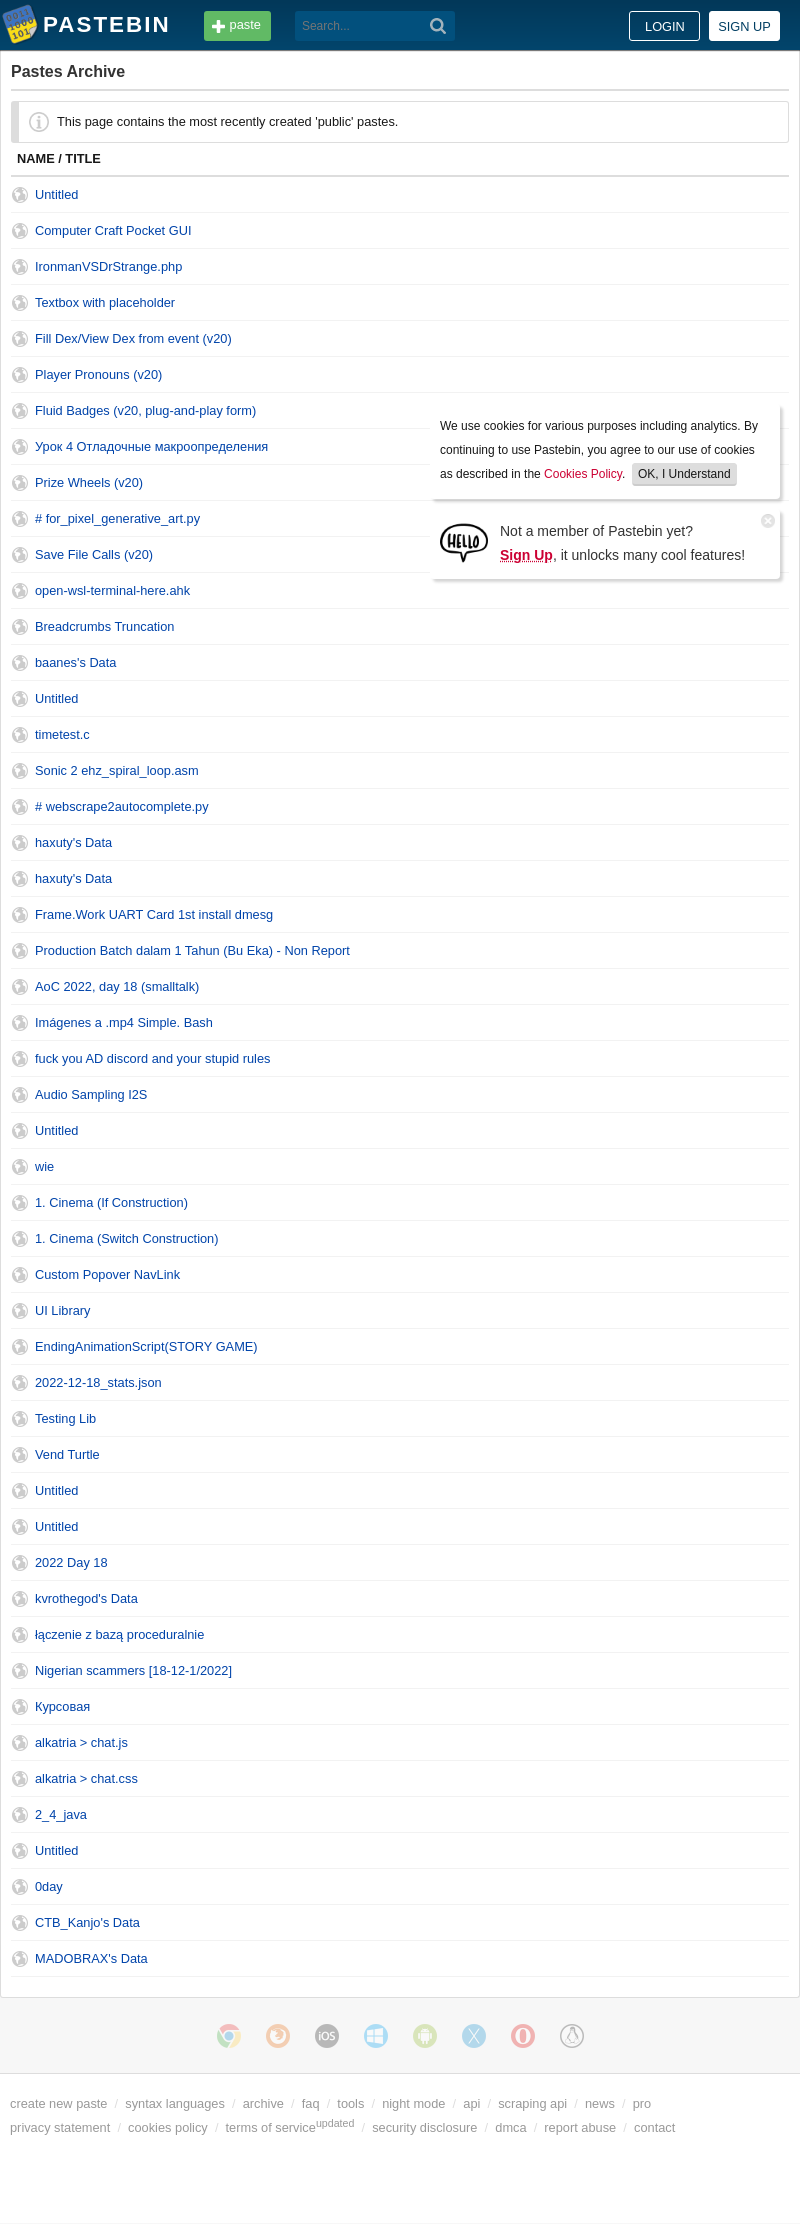 PASTEBIN
paste
Search...
LOGIN
SIGN UP
Pastes Archive
This page contains the most recently created 'public' pastes.
NAME / TITLE
Untitled
Computer Craft Pocket GUI
IronmanVSDrStrange.php
Textbox with placeholder
Fill Dex/View Dex from event (v20)
Player Pronouns (v20)
Fluid Badges (v20, plug-and-play form)
Урок 4 Отладочные макроопределения
Prize Wheels (v20)
# for_pixel_generative_art.py
Save File Calls (v20)
open-wsl-terminal-here.ahk
Breadcrumbs Truncation
baanes's Data
Untitled
timetest.c
Sonic 2 ehz_spiral_loop.asm
# webscrape2autocomplete.py
haxuty's Data
haxuty's Data
Frame.Work UART Card 1st install dmesg
Production Batch dalam 1 Tahun (Bu Eka) - Non Report
AoC 2022, day 18 (smalltalk)
Imágenes a .mp4 Simple. Bash
fuck you AD discord and your stupid rules
Audio Sampling I2S
Untitled
wie
1. Cinema (If Construction)
1. Cinema (Switch Construction)
Custom Popover NavLink
UI Library
EndingAnimationScript(STORY GAME)
2022-12-18_stats.json
Testing Lib
Vend Turtle
Untitled
Untitled
2022 Day 18
kvrothegod's Data
łączenie z bazą proceduralnie
Nigerian scammers [18-12-1/2022]
Курсовая
alkatria > chat.js
alkatria > chat.css
2_4_java
Untitled
0day
CTB_Kanjo's Data
MADOBRAX's Data
We use cookies for various purposes including analytics. By
continuing to use Pastebin, you agree to our use of cookies
as described in the Cookies Policy. OK, I Understand
HELLO
Not a member of Pastebin yet?
Sign Up, it unlocks many cool features!
iOS
create new paste / syntax languages / archive / faq / tools / night mode / api / scraping api / news / pro
privacy statement / cookies policy / terms of service updated / security disclosure / dmca / report abuse / contact